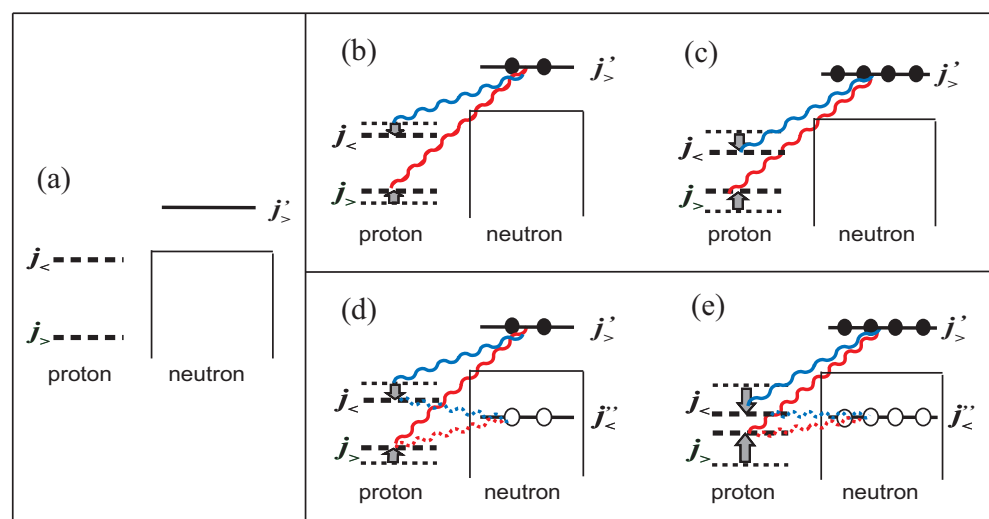 (a)
j'>
j<
j>
proton neutron
(b)
j'>
j<
j>
proton neutron
(c)
j'>
j<
j>
proton neutron
(d)
j'>
j<
j''<
j>
proton neutron
(e)
j'>
j<
j''<
j>
proton neutron